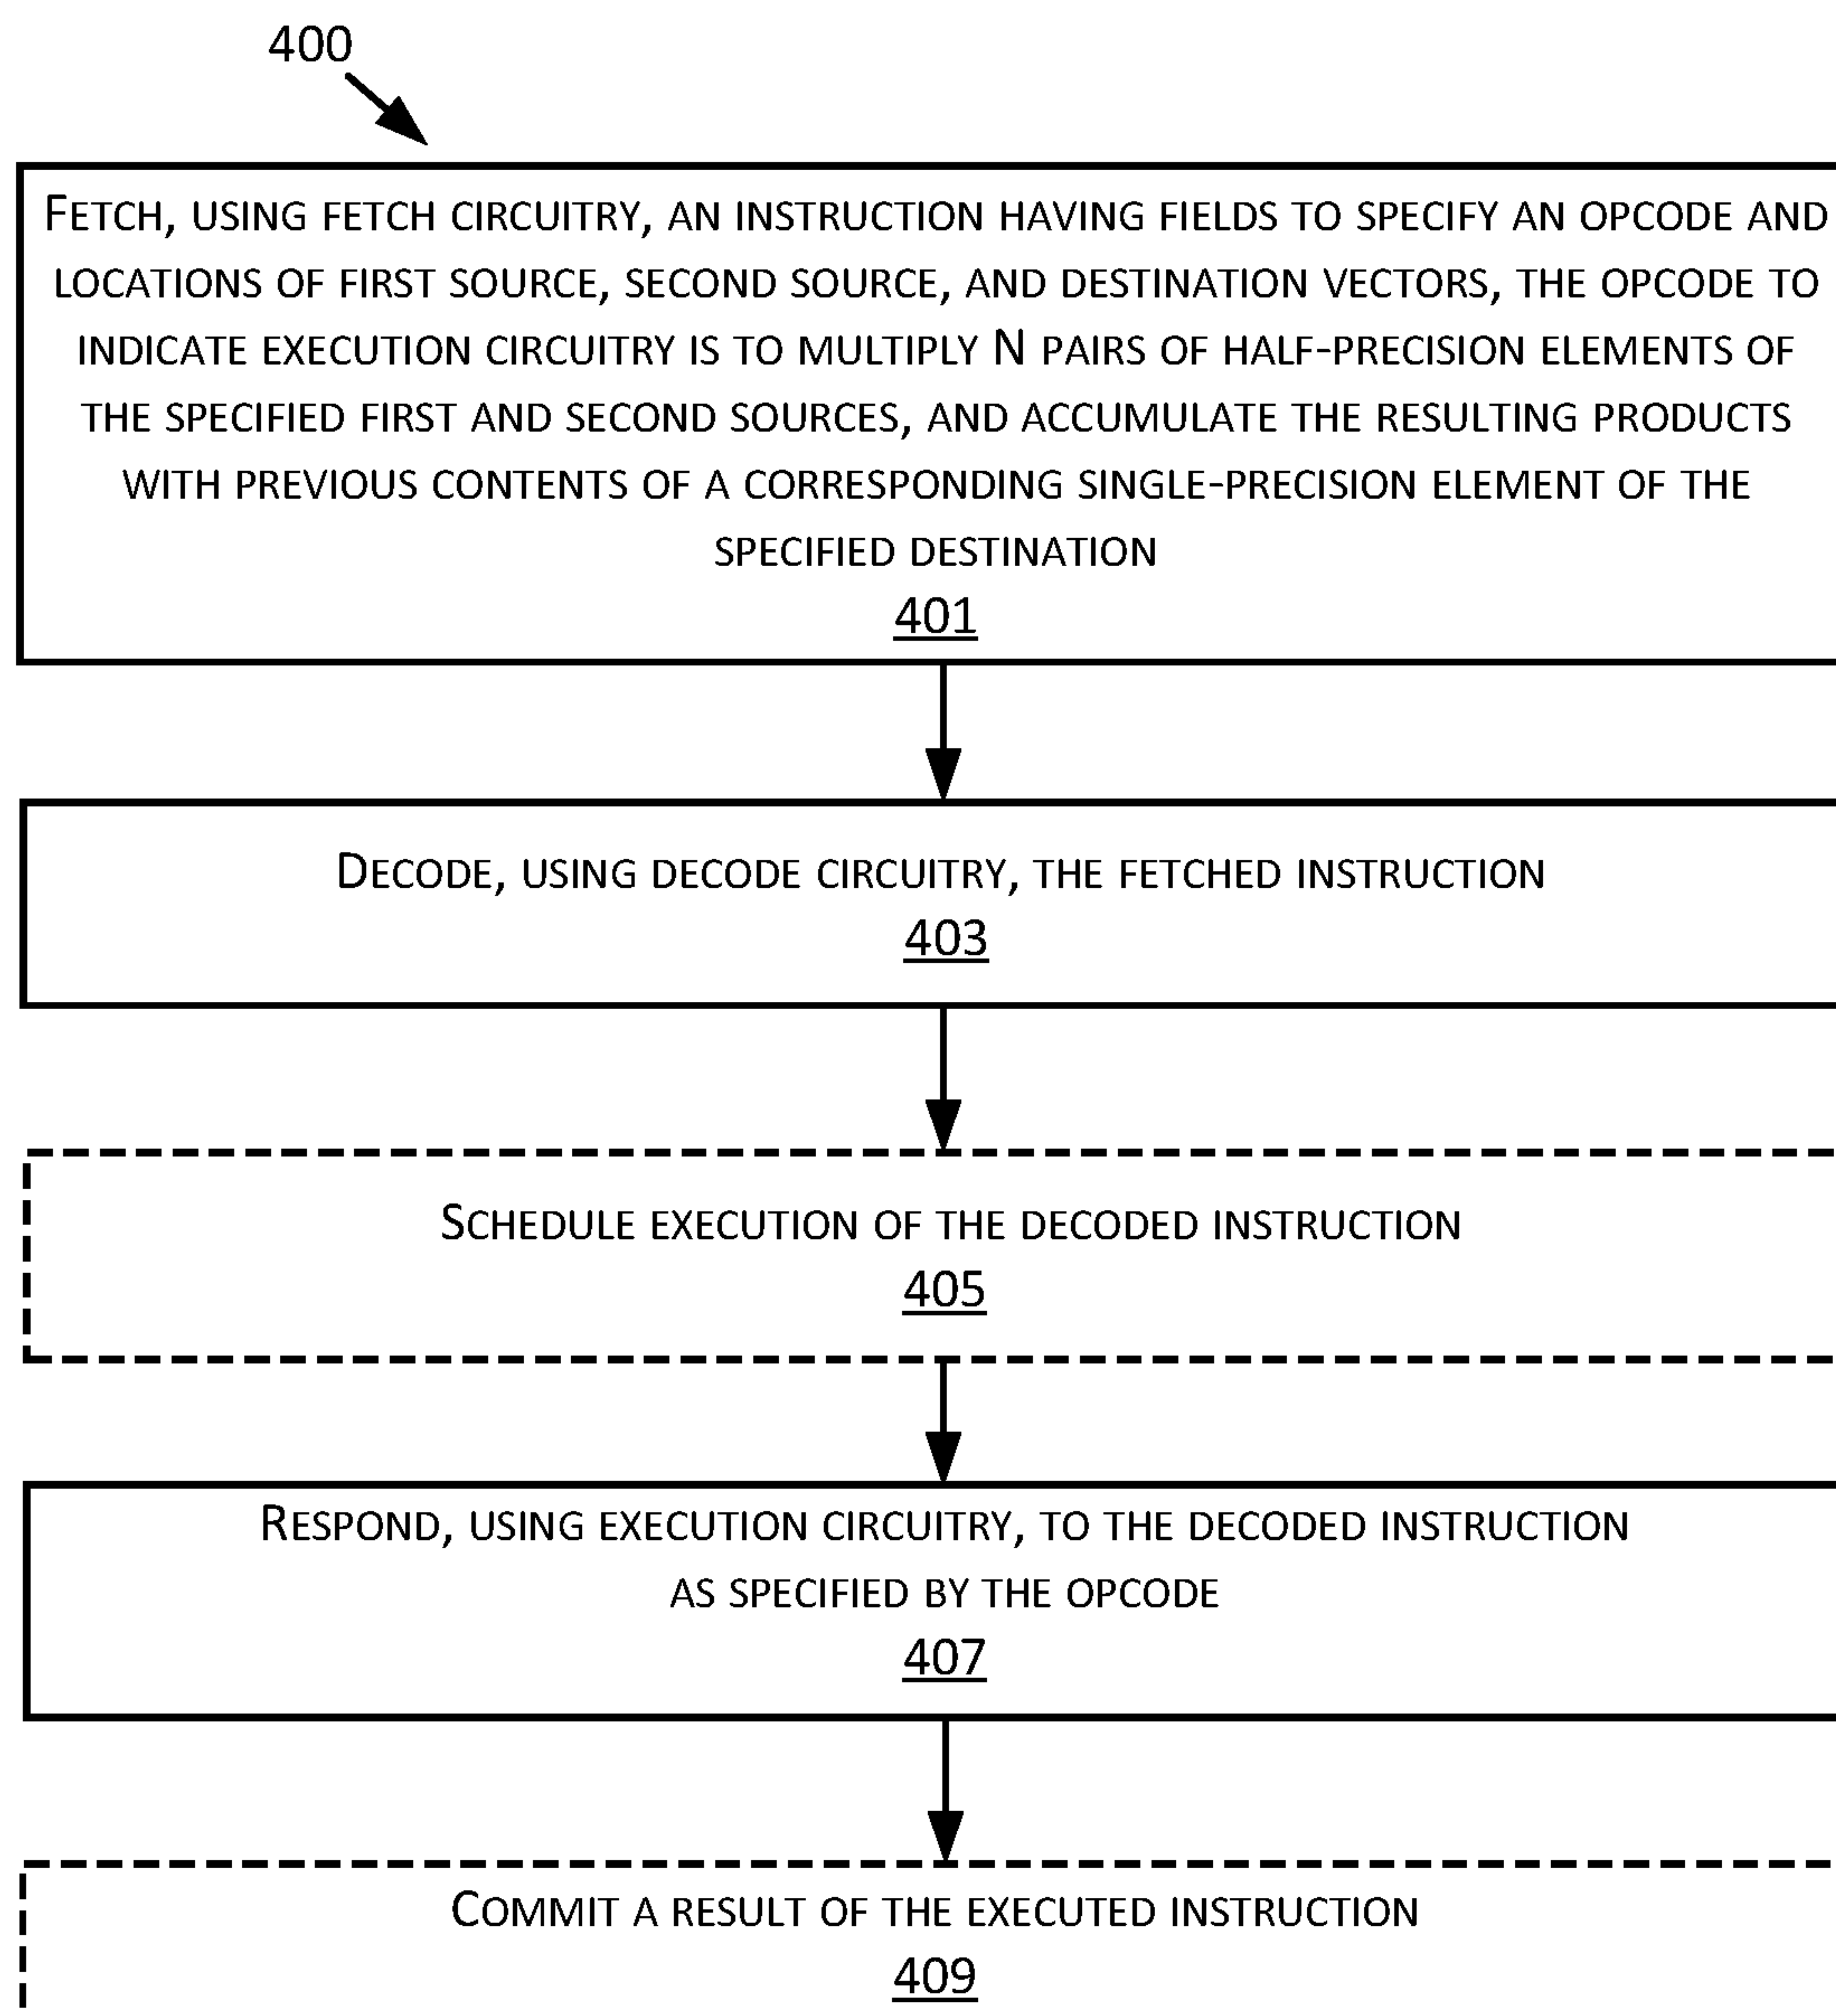 400
FETCH, USING FETCH CIRCUITRY, AN INSTRUCTION HAVING FIELDS TO SPECIFY AN OPCODE AND
LOCATIONS OF FIRST SOURCE, SECOND SOURCE, AND DESTINATION VECTORS, THE OPCODE TO
INDICATE EXECUTION CIRCUITRY IS TO MULTIPLY N PAIRS OF HALF-PRECISION ELEMENTS OF
THE SPECIFIED FIRST AND SECOND SOURCES, AND ACCUMULATE THE RESULTING PRODUCTS
WITH PREVIOUS CONTENTS OF A CORRESPONDING SINGLE-PRECISION ELEMENT OF THE
SPECIFIED DESTINATION
401
DECODE, USING DECODE CIRCUITRY, THE FETCHED INSTRUCTION
403
SCHEDULE EXECUTION OF THE DECODED INSTRUCTION
405
RESPOND, USING EXECUTION CIRCUITRY, TO THE DECODED INSTRUCTION
AS SPECIFIED BY THE OPCODE
407
COMMIT A RESULT OF THE EXECUTED INSTRUCTION
409